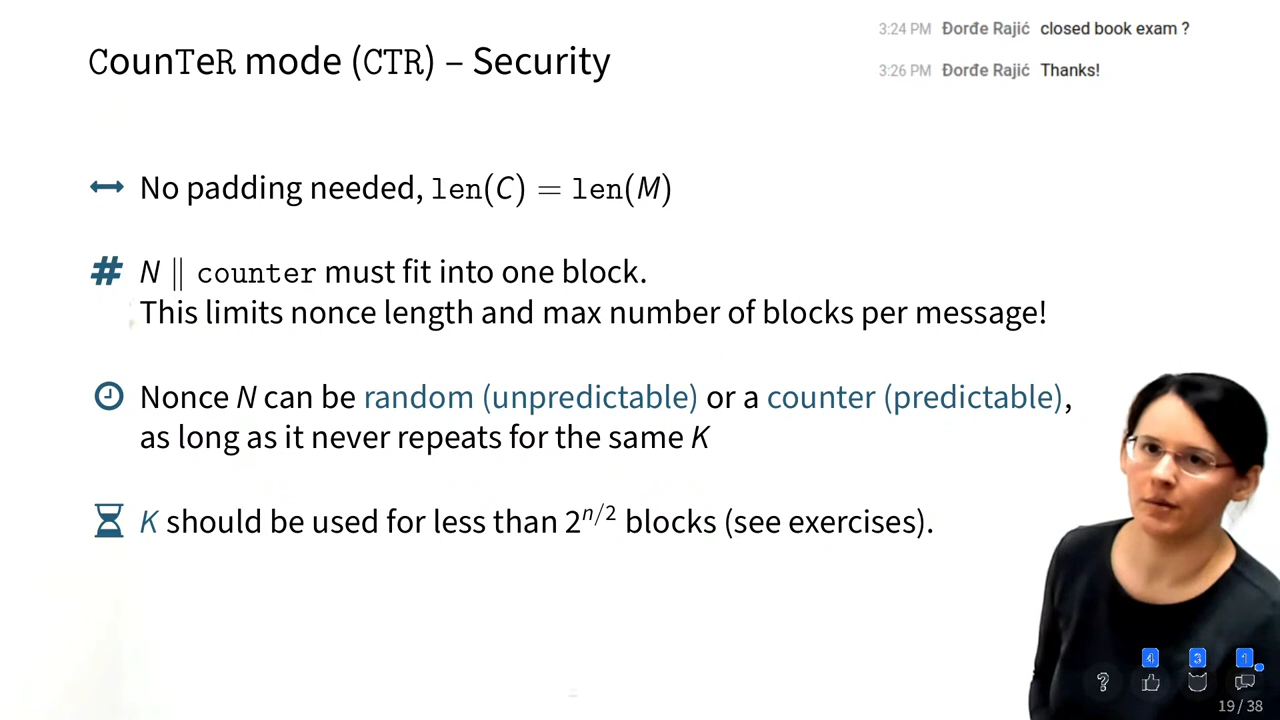 CounTeR mode (CTR) – Security
3:24 PM Đorđe Rajić closed book exam ?
3:26 PM Đorđe Rajić Thanks!
No padding needed, len(C) = len(M)
N ∥ counter must fit into one block.
This limits nonce length and max number of blocks per message!
Nonce N can be random (unpredictable) or a counter (predictable),
as long as it never repeats for the same K
K should be used for less than 2^{n/2} blocks (see exercises).
4 3 1
?
19 / 38